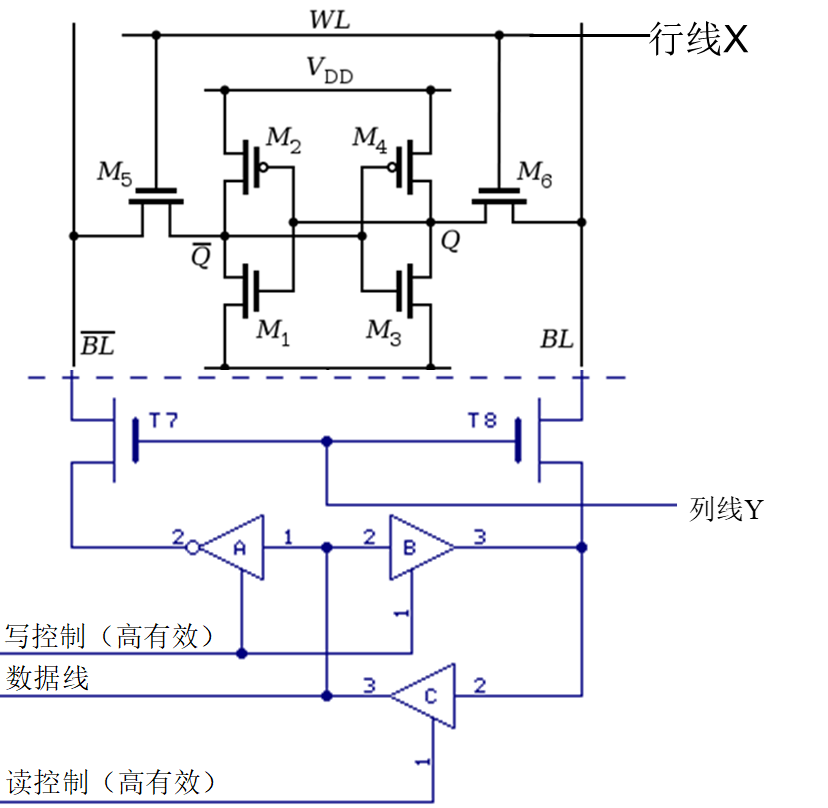 WL
行线X
V_DD
M₂
M₄
M₅
M₆
Q̅
Q
M₁
M₃
B̅L̅
BL
T7
T8
列线Y
2
A
1
2
B
3
1
写控制（高有效）
数据线
3
C
2
1
读控制（高有效）